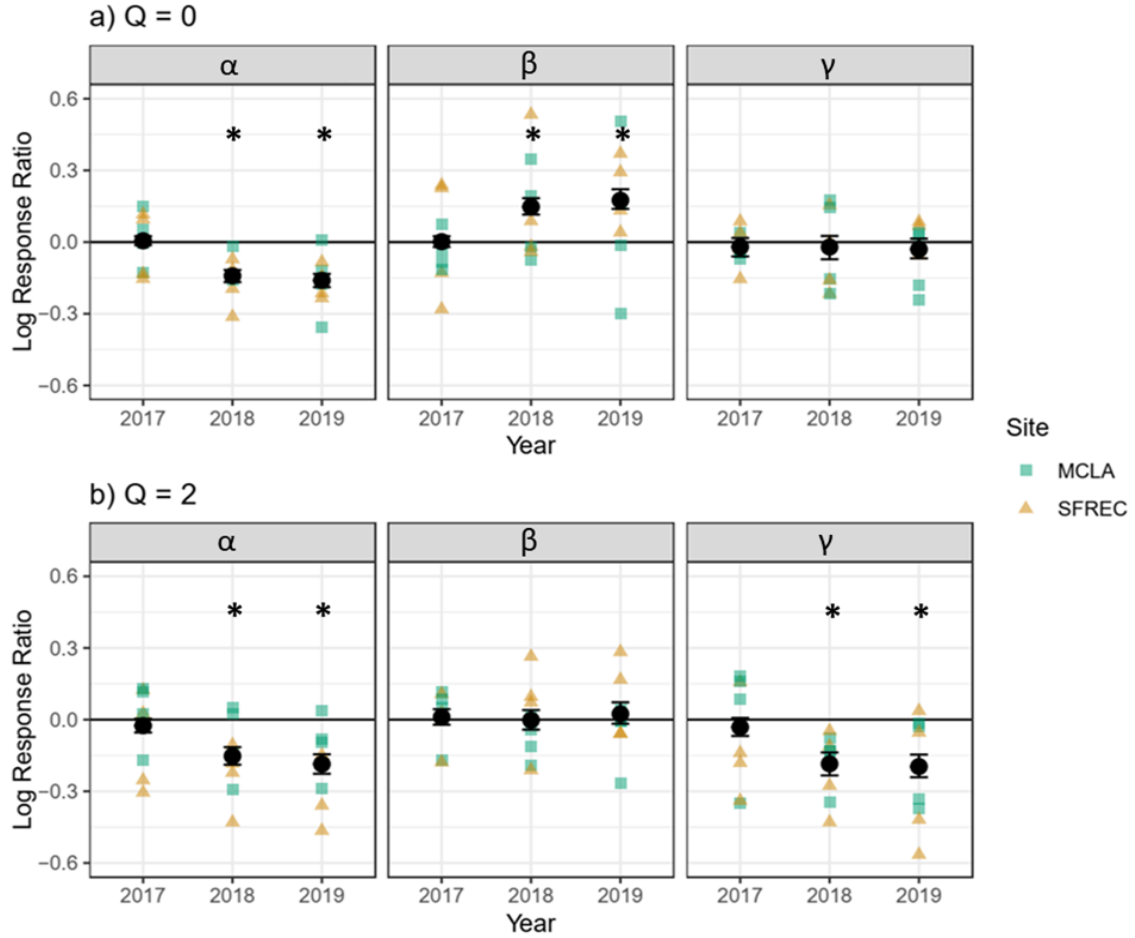 a) Q = 0
α β γ
* * * *
0.6
0.3
0.0
−0.3
−0.6
Log Response Ratio
2017 2018 2019 2017 2018 2019 2017 2018 2019
Year
Site
MCLA
SFREC
b) Q = 2
α β γ
* * * *
0.6
0.3
0.0
−0.3
−0.6
Log Response Ratio
2017 2018 2019 2017 2018 2019 2017 2018 2019
Year